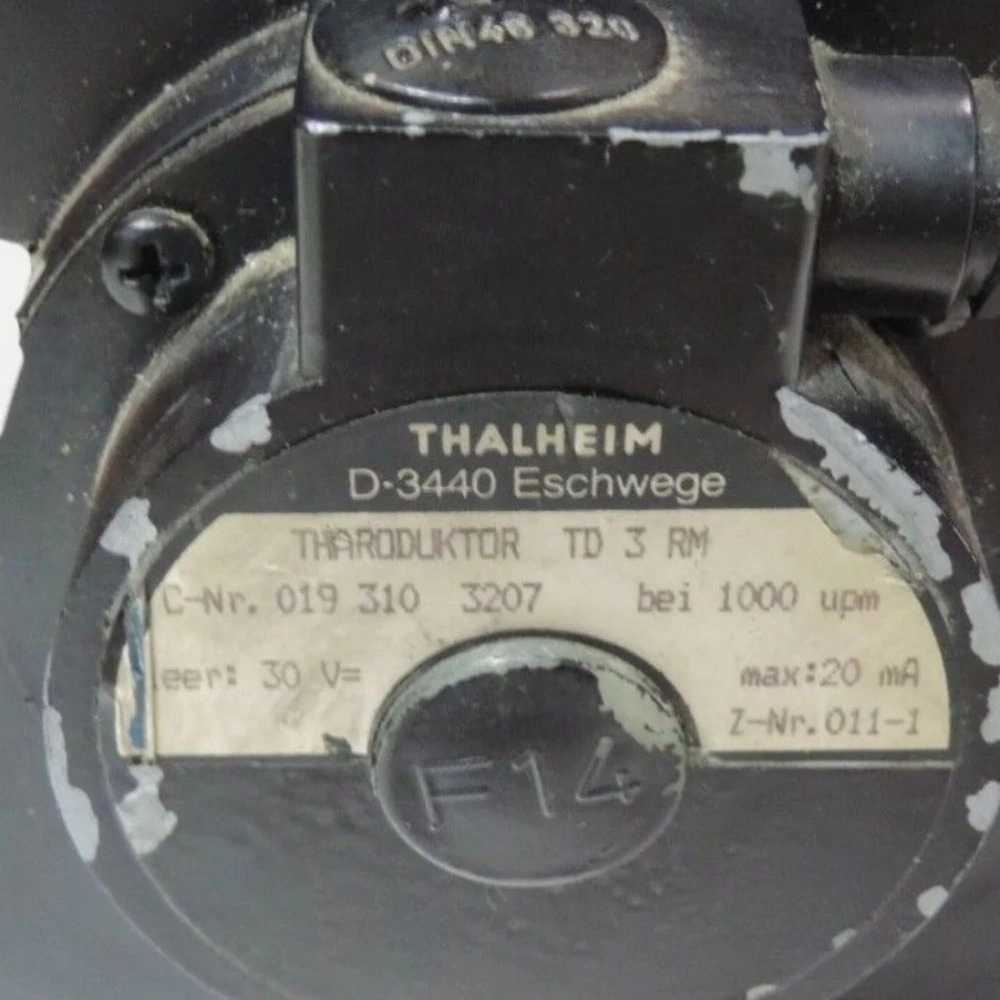 DIN 46 320
THALHEIM
D-3440 Eschwege
THARODUKTOR TD 3 RM
C-Nr. 019 310 3207 bei 1000 upm
leer: 30 V= max:20 mA
Z-Nr. 011-1
F14